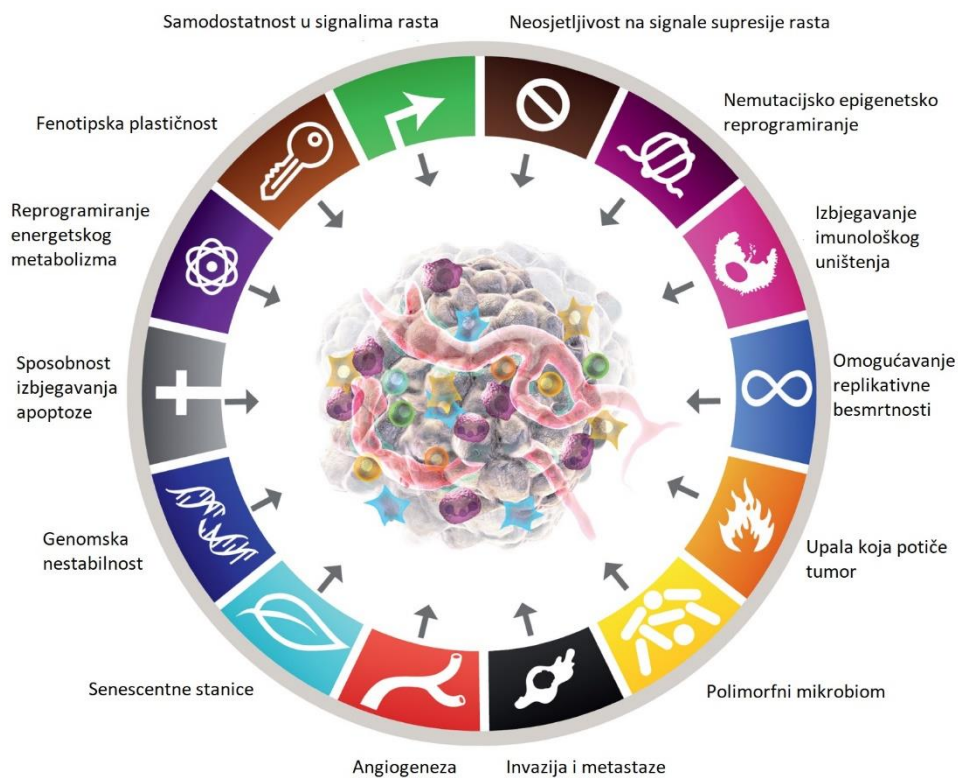 Samodostatnost u signalima rasta
Neosjetljivost na signale supresije rasta
Nemutacijsko epigenetsko
reprogramiranje
Izbjegavanje
imunološkog
uništenja
Omogućavanje
replikativne
besmrtnosti
Upala koja potiče
tumor
Polimorfni mikrobiom
Invazija i metastaze
Angiogeneza
Senescentne stanice
Genomska
nestabilnost
Sposobnost
izbjegavanja
apoptoze
Reprogramiranje
energetskog
metabolizma
Fenotipska plastičnost